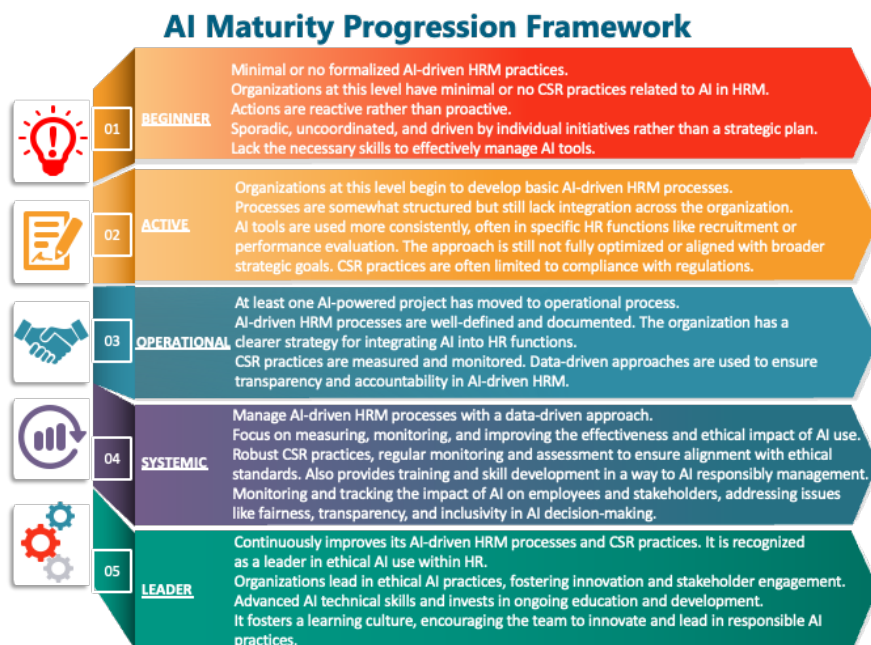 AI Maturity Progression Framework
01
BEGINNER
Minimal or no formalized AI-driven HRM practices.
Organizations at this level have minimal or no CSR practices related to AI in HRM.
Actions are reactive rather than proactive.
Sporadic, uncoordinated, and driven by individual initiatives rather than a strategic plan.
Lack the necessary skills to effectively manage AI tools.
02
ACTIVE
Organizations at this level begin to develop basic AI-driven HRM processes.
Processes are somewhat structured but still lack integration across the organization.
AI tools are used more consistently, often in specific HR functions like recruitment or
performance evaluation. The approach is still not fully optimized or aligned with broader
strategic goals. CSR practices are often limited to compliance with regulations.
03
OPERATIONAL
At least one AI-powered project has moved to operational process.
AI-driven HRM processes are well-defined and documented. The organization has a
clearer strategy for integrating AI into HR functions.
CSR practices are measured and monitored. Data-driven approaches are used to ensure
transparency and accountability in AI-driven HRM.
04
SYSTEMIC
Manage AI-driven HRM processes with a data-driven approach.
Focus on measuring, monitoring, and improving the effectiveness and ethical impact of AI use.
Robust CSR practices, regular monitoring and assessment to ensure alignment with ethical
standards. Also provides training and skill development in a way to AI responsibly management.
Monitoring and tracking the impact of AI on employees and stakeholders, addressing issues
like fairness, transparency, and inclusivity in AI decision-making.
05
LEADER
Continuously improves its AI-driven HRM processes and CSR practices. It is recognized
as a leader in ethical AI use within HR.
Organizations lead in ethical AI practices, fostering innovation and stakeholder engagement.
Advanced AI technical skills and invests in ongoing education and development.
It fosters a learning culture, encouraging the team to innovate and lead in responsible AI
practices.